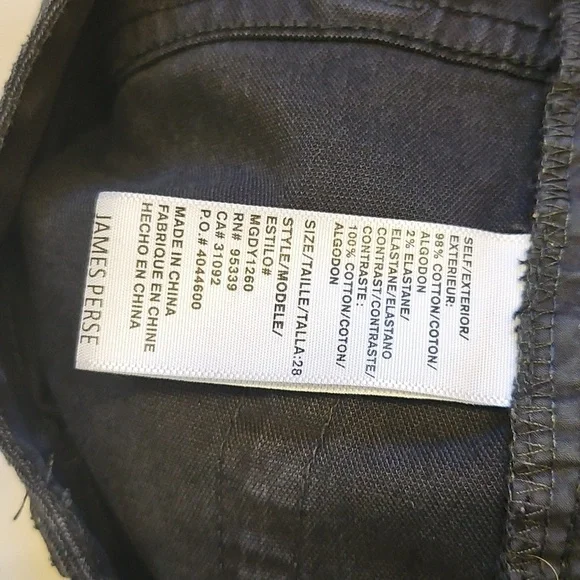 SELF/EXTERIOR/
EXTERIEUR:
98% COTTON/COTON/
ALGODON
2% ELASTANE/
ELASTANE/ELASTANO
CONTRAST/CONTRASTE/
CONTRASTE:
100% COTTON/COTON/
ALGODON
SIZE/TAILLE/TALLA:28
STYLE/MODELE/
ESTILO#
MGDY1280
RN# 95339
CA# 31092
P.O.# 4044600
MADE IN CHINA
FABRIQUE EN CHINE
HECHO EN CHINA
JAMES PERSE